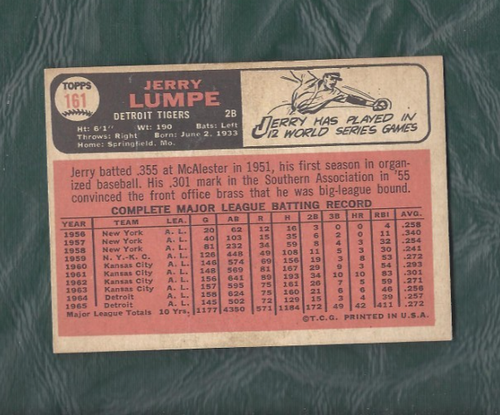 TOPPS
161
JERRY
LUMPE
DETROIT TIGERS 2B
Ht: 6'1" Wt: 190 Bats: Left
Throws: Right Born: June 2, 1933
Home: Springfield, Mo.
JERRY HAS PLAYED IN
12 WORLD SERIES GAMES
Jerry batted .355 at McAlester in 1951, his first season in organ-
ized baseball. His .301 mark in the Southern Association in '55
convinced the front office brass that he was big-league bound.
COMPLETE MAJOR LEAGUE BATTING RECORD
YEAR TEAM LEA. G AB R H 2B 3B HR RBI AVG.
1956 New York A. L. 20 62 12 16 3 0 0 4 .258
1957 New York A. L. 40 103 15 35 6 2 0 11 .340
1958 New York A. L. 81 232 34 59 8 4 3 32 .254
1959 N. Y.-K. C. A. L. 126 448 49 108 11 5 3 30 .241
1960 Kansas City A. L. 146 574 69 156 19 3 8 53 .272
1961 Kansas City A. L. 148 569 81 167 29 9 3 54 .293
1962 Kansas City A. L. 156 641 89 193 34 10 10 83 .301
1963 Kansas City A. L. 157 595 75 161 26 7 5 59 .271
1964 Detroit A. L. 158 624 75 160 21 6 6 46 .256
1965 Detroit A. L. 145 502 72 129 15 3 4 39 .257
Major League Totals 10 Yrs. 1177 4350 571 1184 172 49 42 411 .272
©T.C.G. PRINTED IN U.S.A.